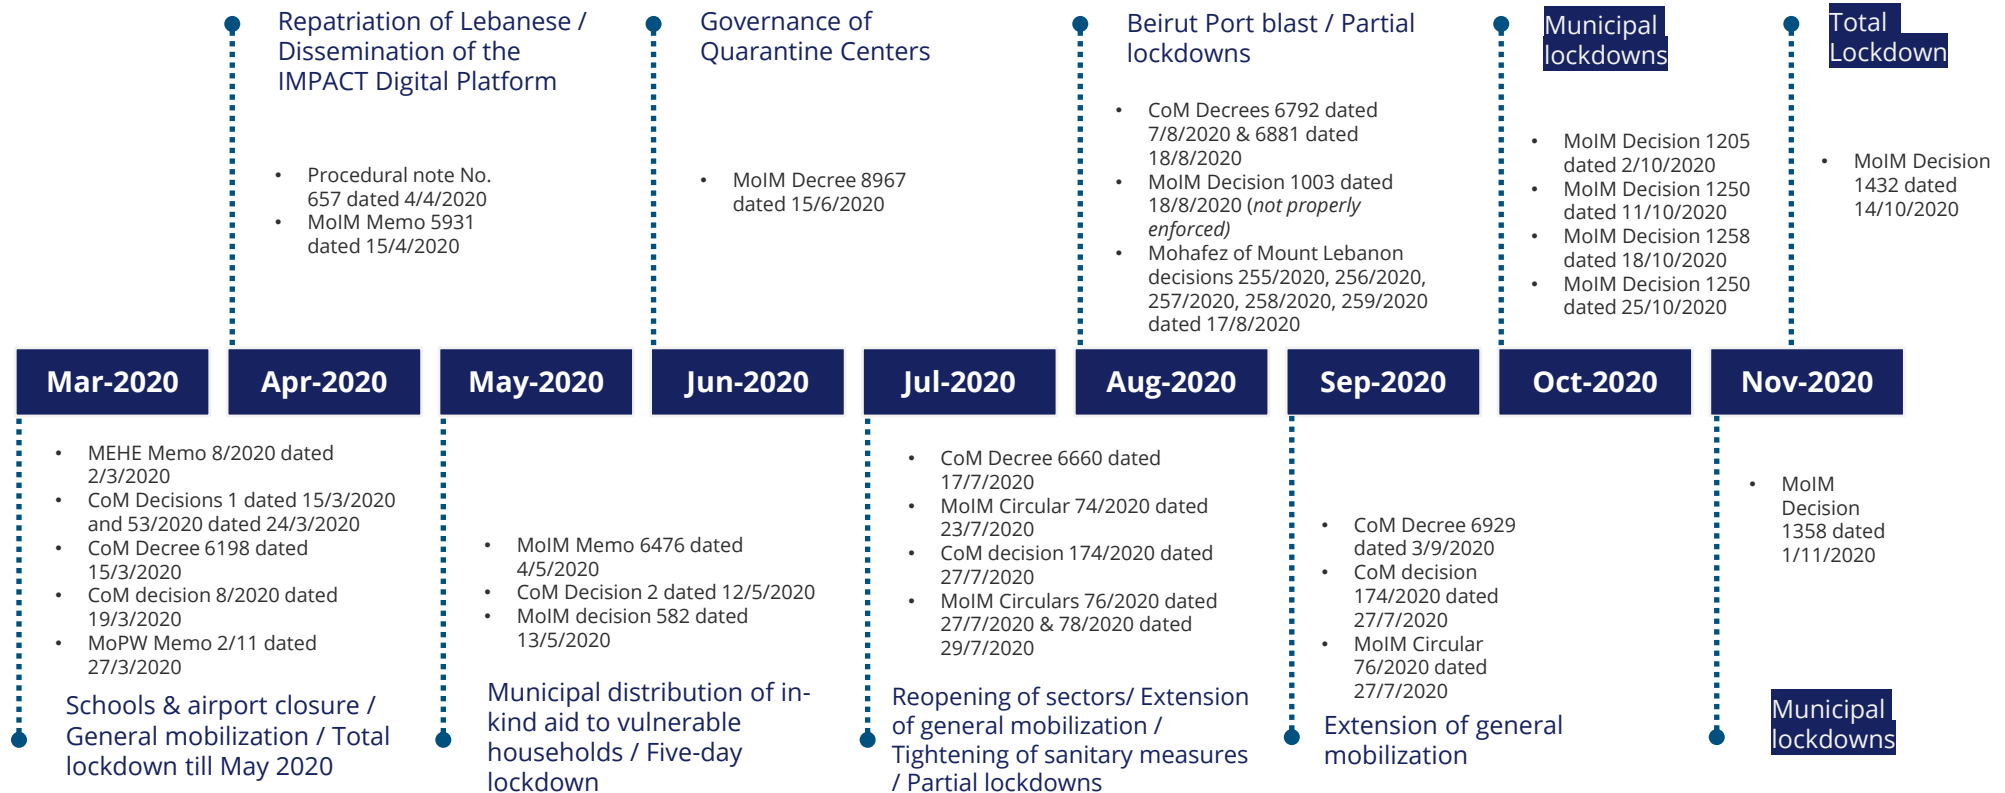 Repatriation of Lebanese /
Dissemination of the
IMPACT Digital Platform
• Procedural note No.
657 dated 4/4/2020
• MoIM Memo 5931
dated 15/4/2020
Governance of
Quarantine Centers
• MoIM Decree 8967
dated 15/6/2020
Beirut Port blast / Partial
lockdowns
• CoM Decrees 6792 dated
7/8/2020 & 6881 dated
18/8/2020
• MoIM Decision 1003 dated
18/8/2020 (not properly
enforced)
• Mohafez of Mount Lebanon
decisions 255/2020, 256/2020,
257/2020, 258/2020, 259/2020
dated 17/8/2020
Municipal
lockdowns
• MoIM Decision 1205
dated 2/10/2020
• MoIM Decision 1250
dated 11/10/2020
• MoIM Decision 1258
dated 18/10/2020
• MoIM Decision 1250
dated 25/10/2020
Total
Lockdown
• MoIM Decision
1432 dated
14/10/2020
Mar-2020
Apr-2020
May-2020
Jun-2020
Jul-2020
Aug-2020
Sep-2020
Oct-2020
Nov-2020
• MEHE Memo 8/2020 dated
2/3/2020
• CoM Decisions 1 dated 15/3/2020
and 53/2020 dated 24/3/2020
• CoM Decree 6198 dated
15/3/2020
• CoM decision 8/2020 dated
19/3/2020
• MoPW Memo 2/11 dated
27/3/2020
Schools & airport closure /
General mobilization / Total
lockdown till May 2020
• MoIM Memo 6476 dated
4/5/2020
• CoM Decision 2 dated 12/5/2020
• MoIM decision 582 dated
13/5/2020
Municipal distribution of in-
kind aid to vulnerable
households / Five-day
lockdown
• CoM Decree 6660 dated
17/7/2020
• MoIM Circular 74/2020 dated
23/7/2020
• CoM decision 174/2020 dated
27/7/2020
• MoIM Circulars 76/2020 dated
27/7/2020 & 78/2020 dated
29/7/2020
Reopening of sectors/ Extension
of general mobilization /
Tightening of sanitary measures
/ Partial lockdowns
• CoM Decree 6929
dated 3/9/2020
• CoM decision
174/2020 dated
27/7/2020
• MoIM Circular
76/2020 dated
27/7/2020
Extension of general
mobilization
• MoIM
Decision
1358 dated
1/11/2020
Municipal
lockdowns